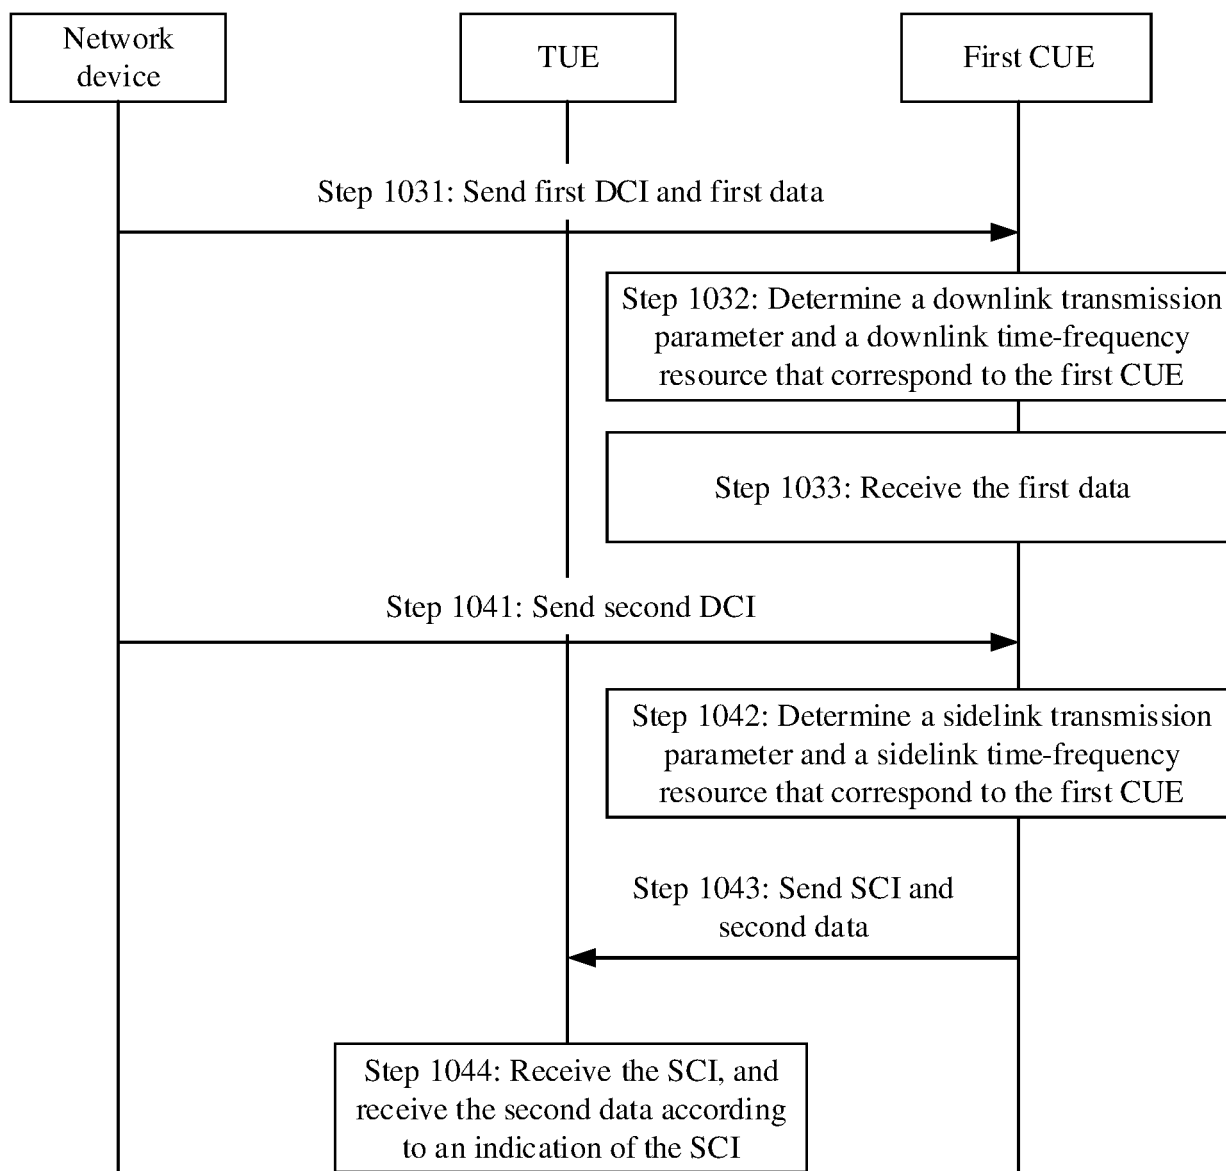 Network
device
TUE
First CUE
Step 1031: Send first DCI and first data
Step 1032: Determine a downlink transmission
parameter and a downlink time-frequency
resource that correspond to the first CUE
Step 1033: Receive the first data
Step 1041: Send second DCI
Step 1042: Determine a sidelink transmission
parameter and a sidelink time-frequency
resource that correspond to the first CUE
Step 1043: Send SCI and
second data
Step 1044: Receive the SCI, and
receive the second data according
to an indication of the SCI